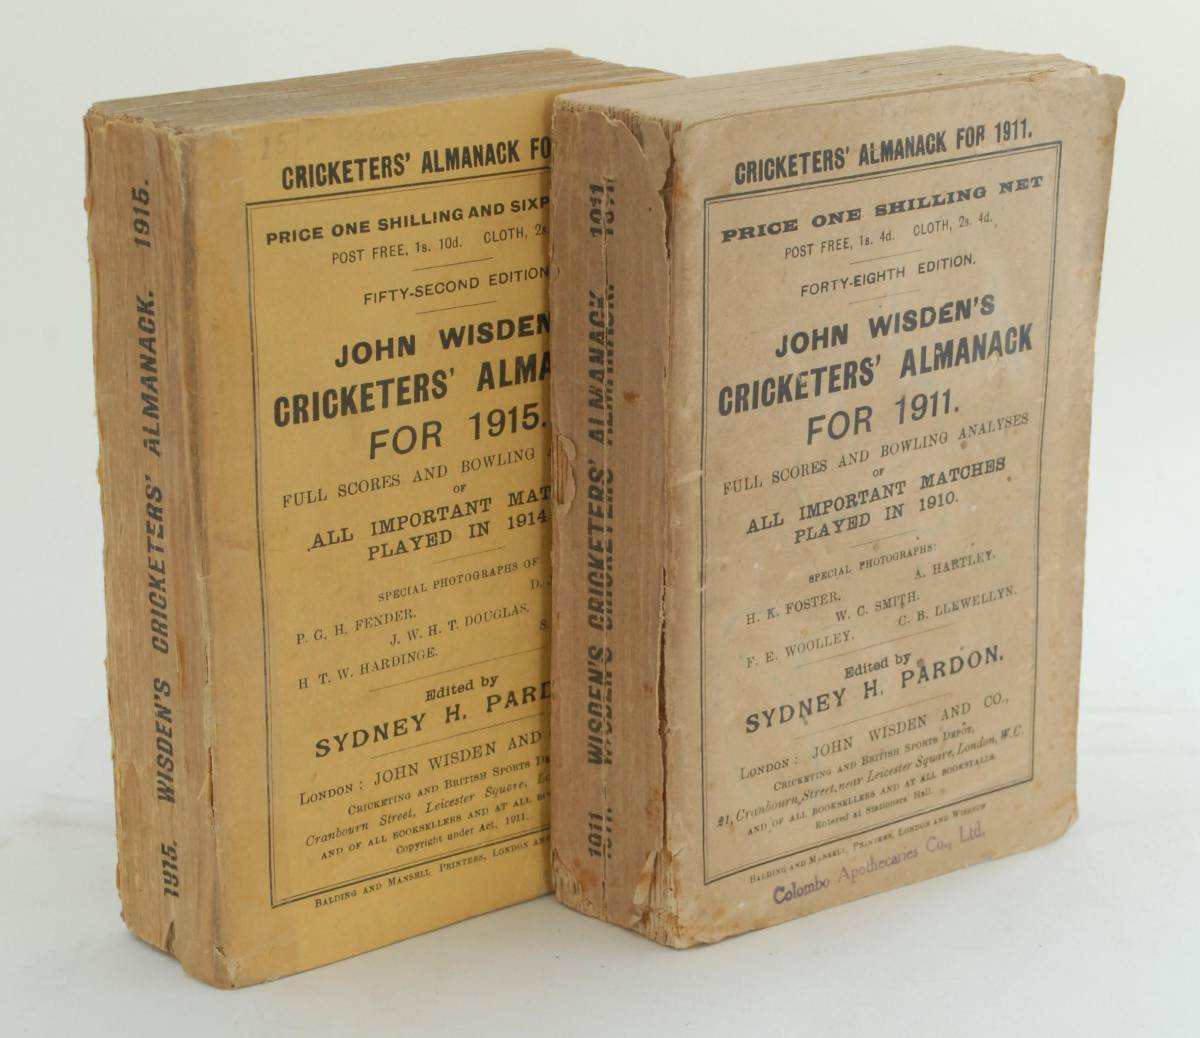 1915. WISDEN'S CRICKETERS' ALMANACK. 1915.
CRICKETERS' ALMANACK
PRICE ONE SHILLING AND
POST FREE, 1s. 10d. CLOTH, 2s.
FIFTY-SECOND EDITION
JOHN WISDEN
CRICKETERS'
FOR 1915.
FULL SCORES AND BOWLING
OF
ALL IMPORTANT
PLAYED IN 1914
SPECIAL PHOTOGRAPHS OF
P. G. H. FENDER. D.
J. W. H. T. DOUGLAS.
H T. W. HARDINGE. S.
Edited by
SYDNEY H.
LONDON: JOHN WISDEN AND
CRICKETING AND BRITISH SPORTS
Cranbourn Street, Leicester Square,
AND OF ALL BOOKSELLERS AND AT ALL
Copyright under Act, 1911.
BALDING AND MANSELL, PRINTERS, LONDON AND
1911. WISDEN'S CRICKETERS' ALMANACK. 1911.
CRICKETERS' ALMANACK FOR 1911.
PRICE ONE SHILLING NET
POST FREE, 1s. 4d. CLOTH, 2s. 4d.
FORTY-EIGHTH EDITION.
JOHN WISDEN'S
CRICKETERS' ALMANACK
FOR 1911.
FULL SCORES AND BOWLING ANALYSES
OF
ALL IMPORTANT MATCHES
PLAYED IN 1910.
SPECIAL PHOTOGRAPHS:
H. K. FOSTER. A. HARTLEY.
W. C. SMITH.
F. E. WOOLLEY. C. B. LLEWELLYN.
Edited by
SYDNEY H. PARDON.
LONDON: JOHN WISDEN AND CO.,
CRICKETING AND BRITISH SPORTS DEPÔT,
21, Cranbourn Street, near Leicester Square, London, W.C.
AND OF ALL BOOKSELLERS AND AT ALL BOOKSTALLS.
Entered at Stationers Hall.
BALDING AND MANSELL, PRINTERS, LONDON AND WISBECH
Colombo Apothecaries Co., Ltd.